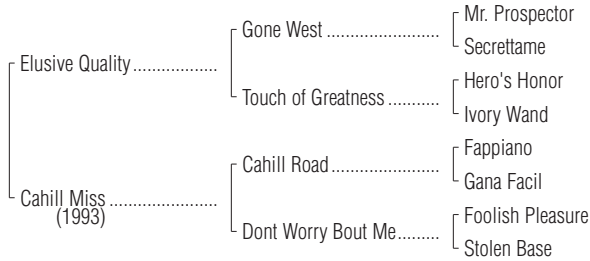 Mr. Prospector
Gone West ........................
Secrettame
Elusive Quality ..................
Hero's Honor
Touch of Greatness ...........
Ivory Wand
Fappiano
Cahill Road .......................
Gana Facil
Cahill Miss .......................
(1993)
Foolish Pleasure
Dont Worry Bout Me .........
Stolen Base